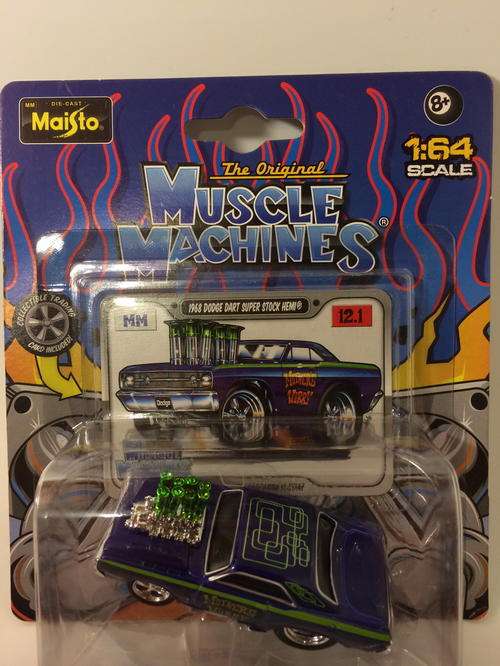 MM DIE-CAST
Maisto
8+
1:64
SCALE
The Original
MUSCLE
MACHINES®
COLLECTIBLE TRADING
CARD INCLUDED!
1968 DODGE DART SUPER STOCK HEMI®
MM
12.1
Dodge